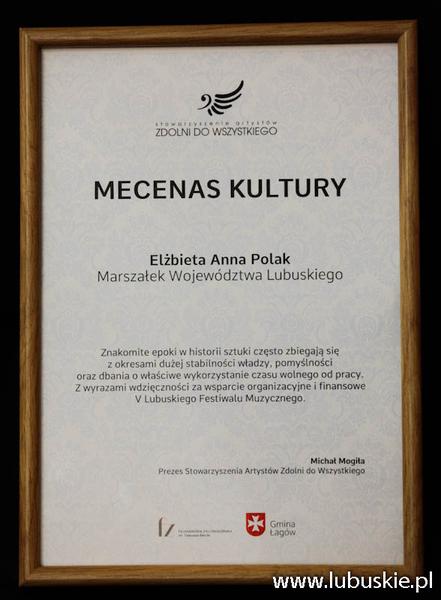 stowarzyszenie artystów
ZDOLNI DO WSZYSTKIEGO
MECENAS KULTURY
Elżbieta Anna Polak
Marszałek Województwa Lubuskiego
Znakomite epoki w historii sztuki często zbiegają się
z okresami dużej stabilności władzy, pomyślności
oraz dbania o właściwe wykorzystanie czasu wolnego od pracy.
Z wyrazami wdzięczności za wsparcie organizacyjne i finansowe
V Lubuskiego Festiwalu Muzycznego.
Michał Mogiła
Prezes Stowarzyszenia Artystów Zdolni do Wszystkiego
fz
Gmina
Łagów
www.lubuskie.pl